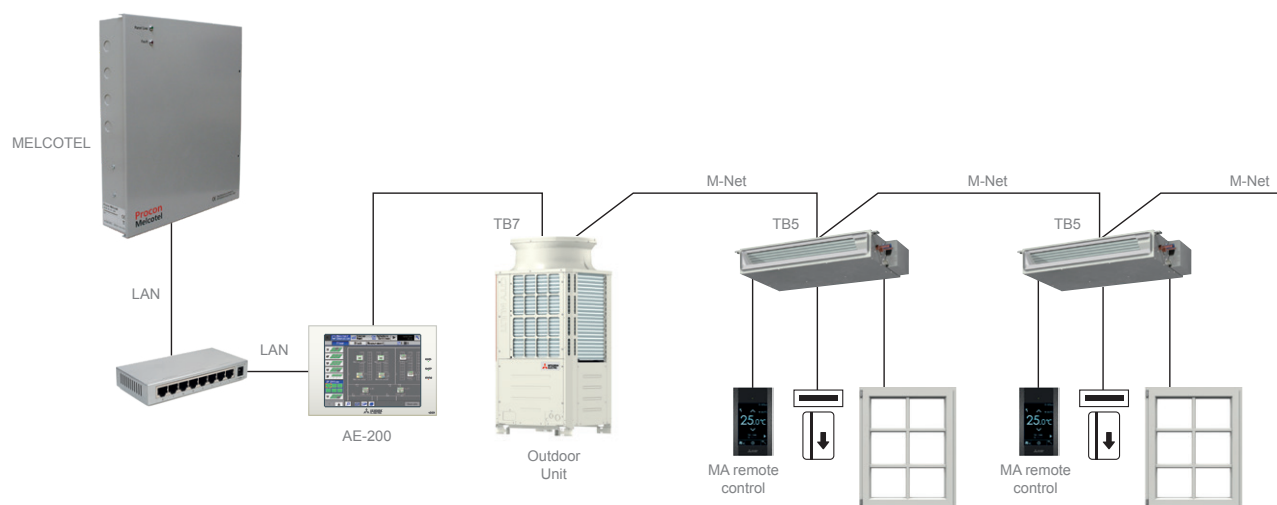 MELCOTEL
Procon
Melcotel
LAN
LAN
AE-200
TB7
Outdoor
Unit
M-Net
TB5
M-Net
TB5
M-Net
25.0°C
MA remote
control
25.0°C
MA remote
control